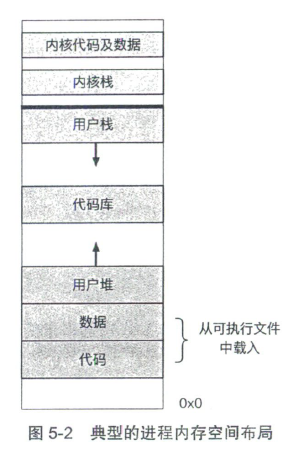 内核代码及数据
内核栈
用户栈
代码库
用户堆
数据
代码
从可执行文件
中载入
0x0
图 5-2 典型的进程内存空间布局